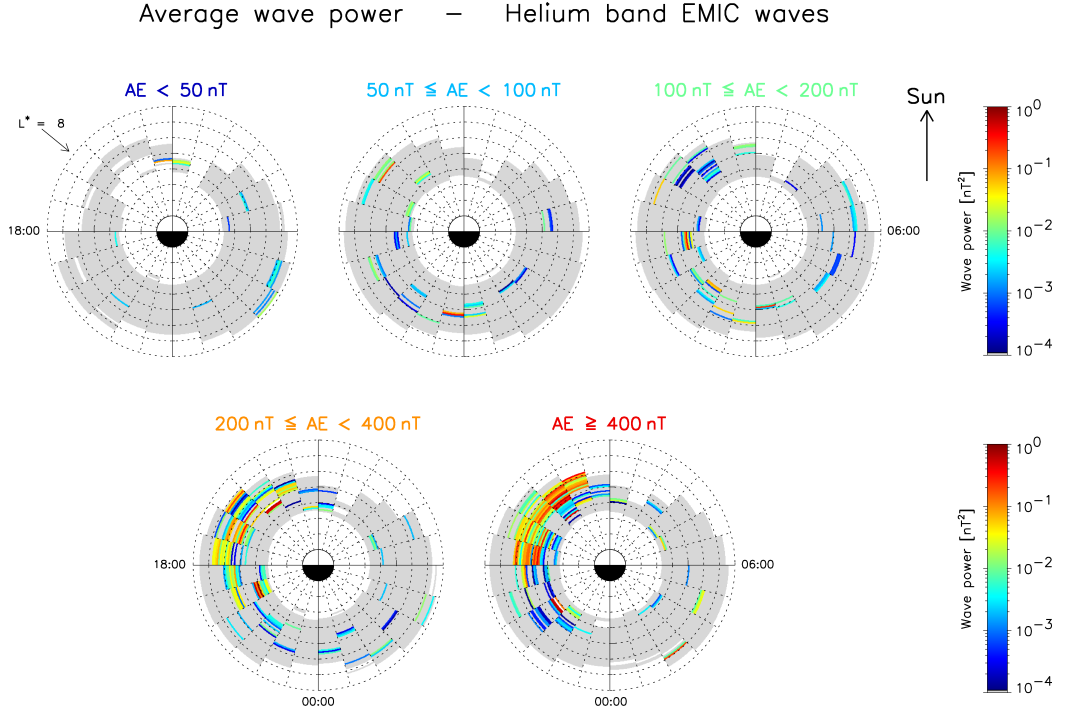 Average wave power – Helium band EMIC waves
AE < 50 nT
50 nT ≦ AE < 100 nT
100 nT ≦ AE < 200 nT
Sun
L* = 8
18:00
06:00
10⁰
10⁻¹
10⁻²
10⁻³
10⁻⁴
Wave power [nT²]
200 nT ≦ AE < 400 nT
AE ≧ 400 nT
18:00
06:00
00:00
00:00
10⁰
10⁻¹
10⁻²
10⁻³
10⁻⁴
Wave power [nT²]